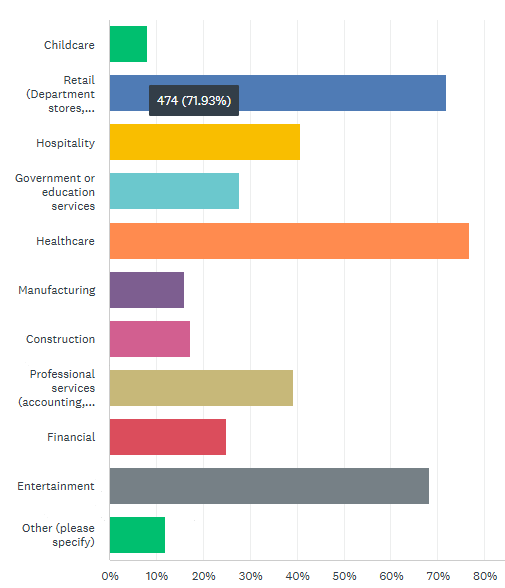 Childcare
Retail
(Department
stores,...
474 (71.93%)
Hospitality
Government or
education
services
Healthcare
Manufacturing
Construction
Professional
services
(accounting,...
Financial
Entertainment
Other (please
specify)
0% 10% 20% 30% 40% 50% 60% 70% 80%